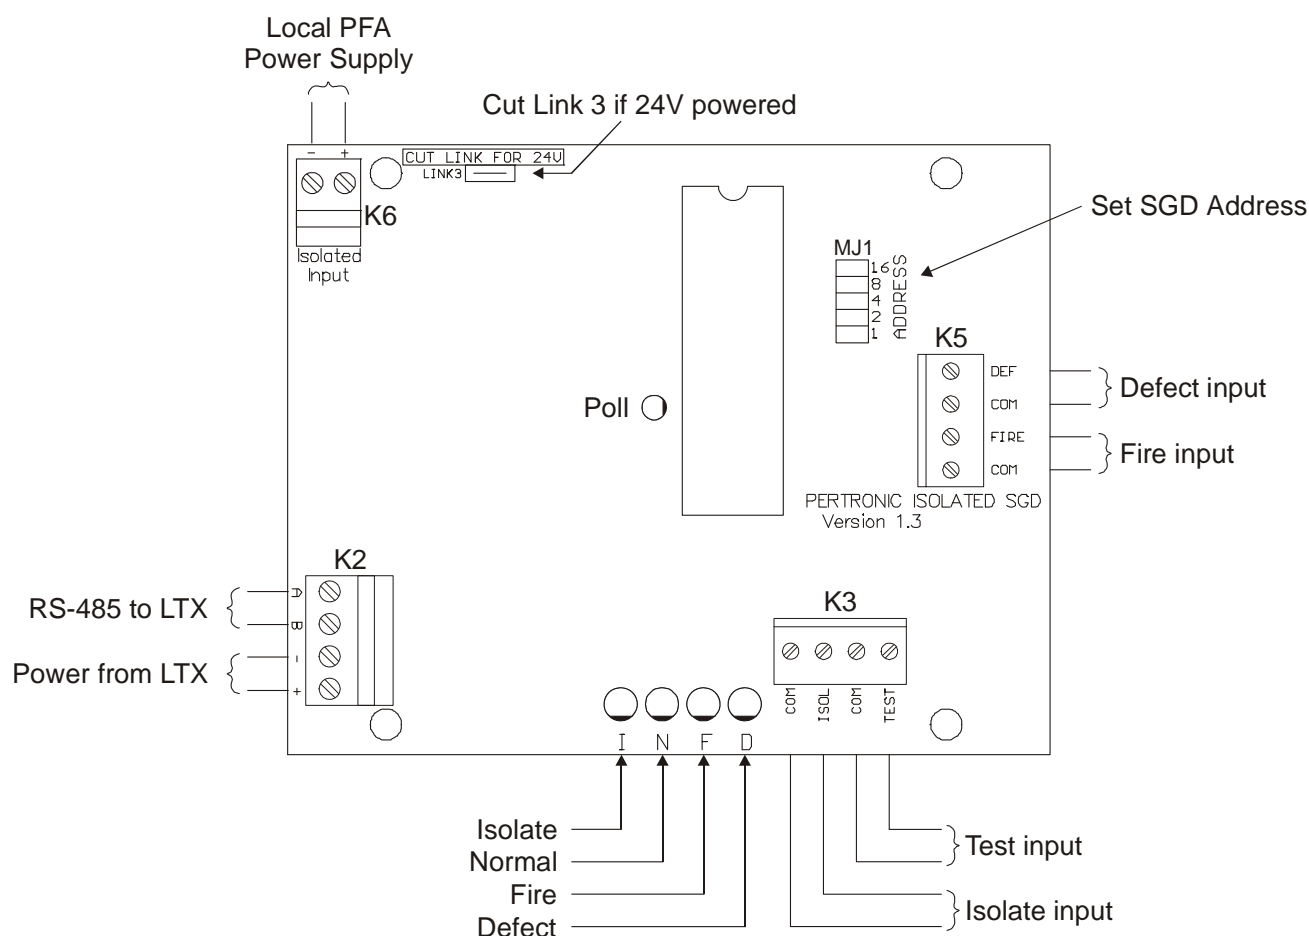 Local PFA
Power Supply
Cut Link 3 if 24V powered
- +
CUT LINK FOR 24V
LINK3
K6
Isolated
Input
Set SGD Address
MJ1
16
8
4
2
1
ADDRESS
K5
DEF
COM
FIRE
COM
Defect input
Fire input
Poll
PERTRONIC ISOLATED SGD
Version 1.3
K2
A
B
-
+
RS-485 to LTX
Power from LTX
K3
COM
ISOL
COM
TEST
I N F D
Isolate
Normal
Fire
Defect
Test input
Isolate input